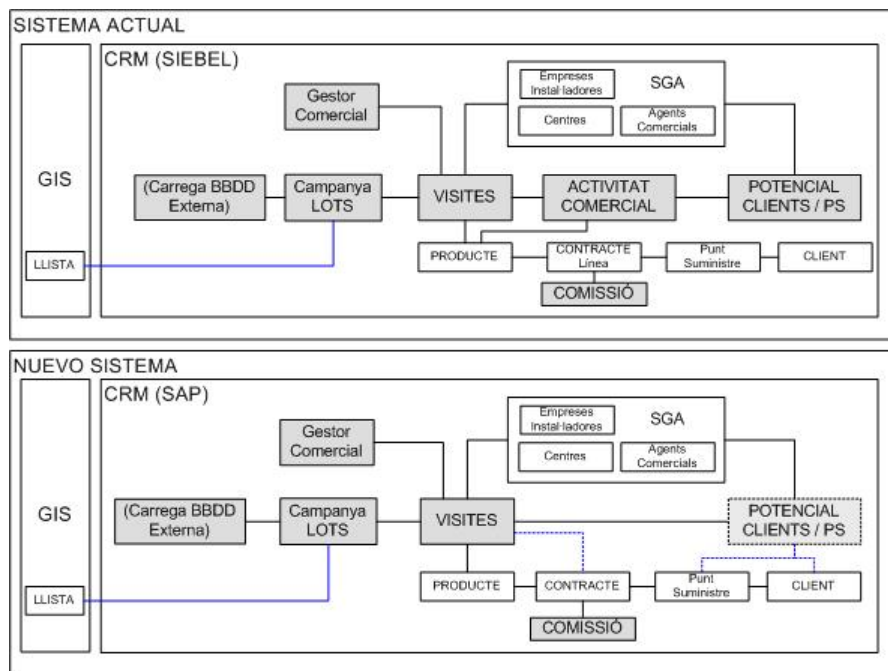 SISTEMA ACTUAL
CRM (SIEBEL)
GIS
LLISTA
Gestor
Comercial
Empreses
Instal·ladores
SGA
Centres
Agents
Comercials
(Carrega BBDD
Externa)
Campanya
LOTS
VISITES
ACTIVITAT
COMERCIAL
POTENCIAL
CLIENTS / PS
PRODUCTE
CONTRACTE
Línea
Punt
Suministre
CLIENT
COMISSIÓ
NUEVO SISTEMA
CRM (SAP)
GIS
LLISTA
Gestor
Comercial
Empreses
Instal·ladores
SGA
Centres
Agents
Comercials
(Carrega BBDD
Externa)
Campanya
LOTS
VISITES
POTENCIAL
CLIENTS / PS
PRODUCTE
CONTRACTE
Punt
Suministre
CLIENT
COMISSIÓ